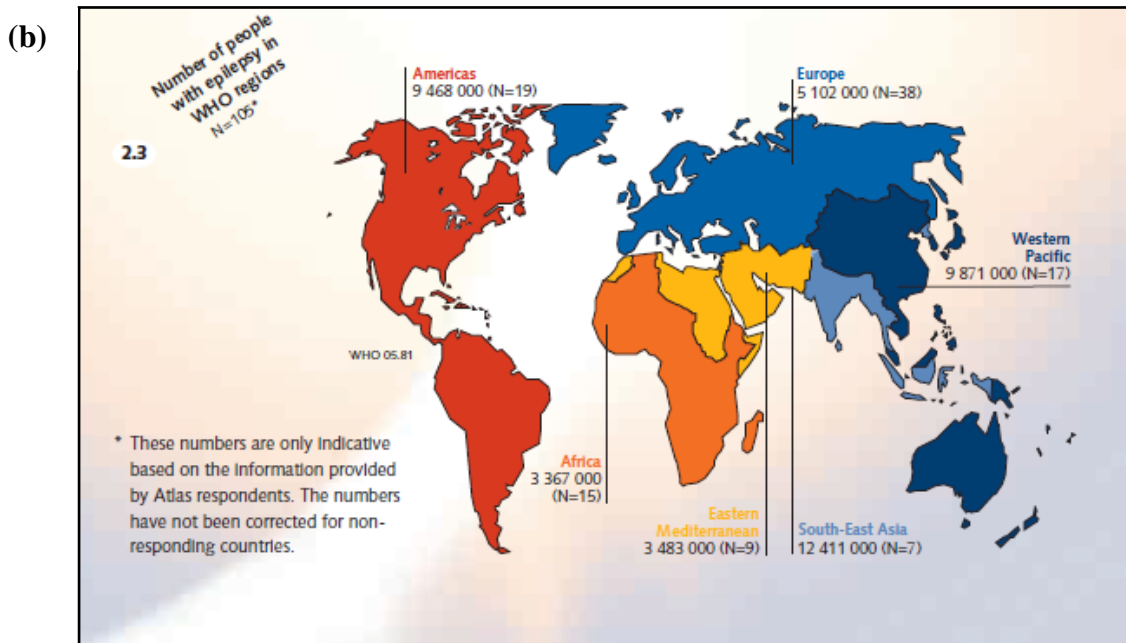 (b)
Number of people
with epilepsy in
WHO regions
N=105*
2.3
Americas
9 468 000 (N=19)
Europe
5 102 000 (N=38)
Western
Pacific
9 871 000 (N=17)
WHO 05.81
Africa
3 367 000
(N=15)
Eastern
Mediterranean
3 483 000 (N=9)
South-East Asia
12 411 000 (N=7)
* These numbers are only indicative
based on the information provided
by Atlas respondents. The numbers
have not been corrected for non-
responding countries.